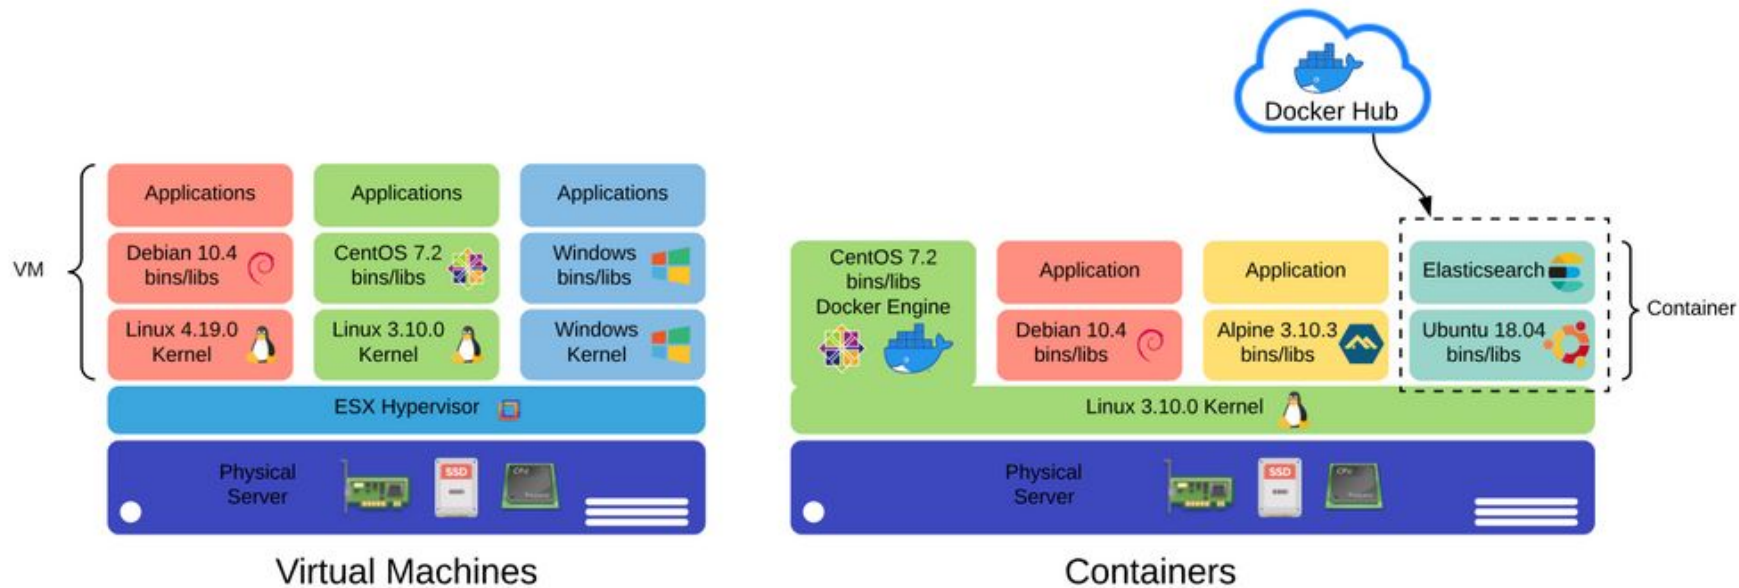 Docker Hub
VM
Applications
Applications
Applications
Debian 10.4
bins/libs
CentOS 7.2
bins/libs
Windows
bins/libs
Linux 4.19.0
Kernel
Linux 3.10.0
Kernel
Windows
Kernel
ESX Hypervisor
Physical
Server
SSD
CPU
Virtual Machines
CentOS 7.2
bins/libs
Docker Engine
Application
Application
Elasticsearch
Debian 10.4
bins/libs
Alpine 3.10.3
bins/libs
Ubuntu 18.04
bins/libs
Container
Linux 3.10.0 Kernel
Physical
Server
SSD
CPU
Containers